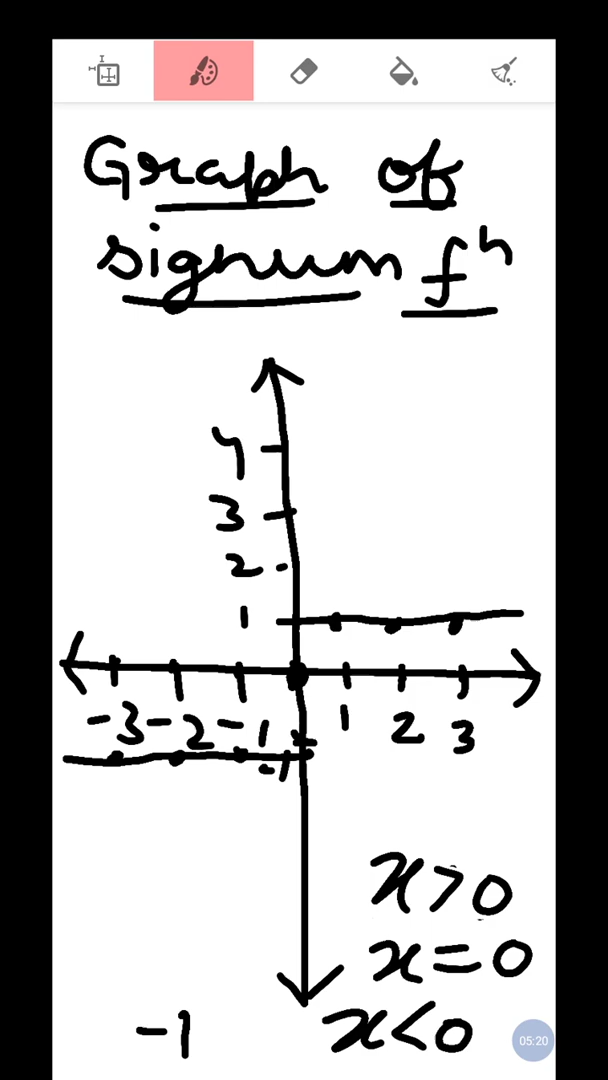 Graph of
signum fn
4
3
2
1
-3 -2 -1 1 2 3
-1
x>0
x=0
-1 x<0
05:20